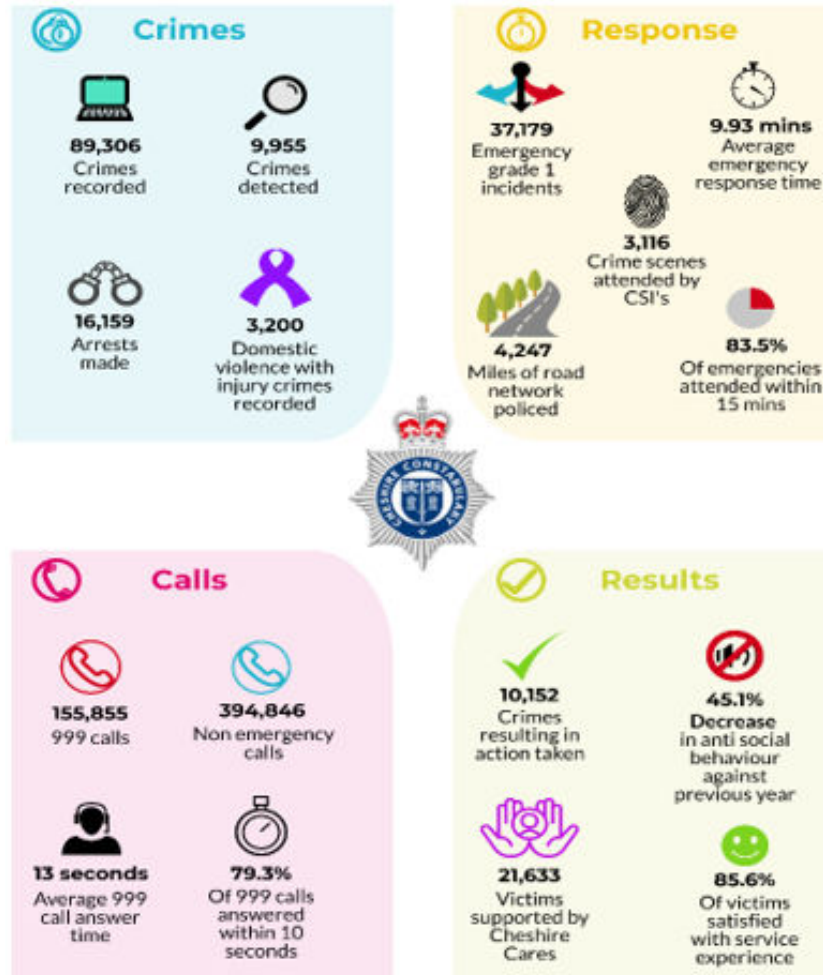 Crimes
89,306
Crimes
recorded
9,955
Crimes
detected
16,159
Arrests
made
3,200
Domestic
violence with
injury crimes
recorded
Response
37,179
Emergency
grade 1
incidents
9.93 mins
Average
emergency
response time
3,116
Crime scenes
attended by
CSI's
4,247
Miles of road
network
policed
83.5%
Of emergencies
attended within
15 mins
CHESHIRE CONSTABULARY
Calls
155,855
999 calls
394,846
Non emergency
calls
13 seconds
Average 999
call answer
time
79.3%
Of 999 calls
answered
within 10
seconds
Results
10,152
Crimes
resulting in
action taken
45.1%
Decrease
in anti social
behaviour
against
previous year
21,633
Victims
supported by
Cheshire
Cares
85.6%
Of victims
satisfied
with service
experience